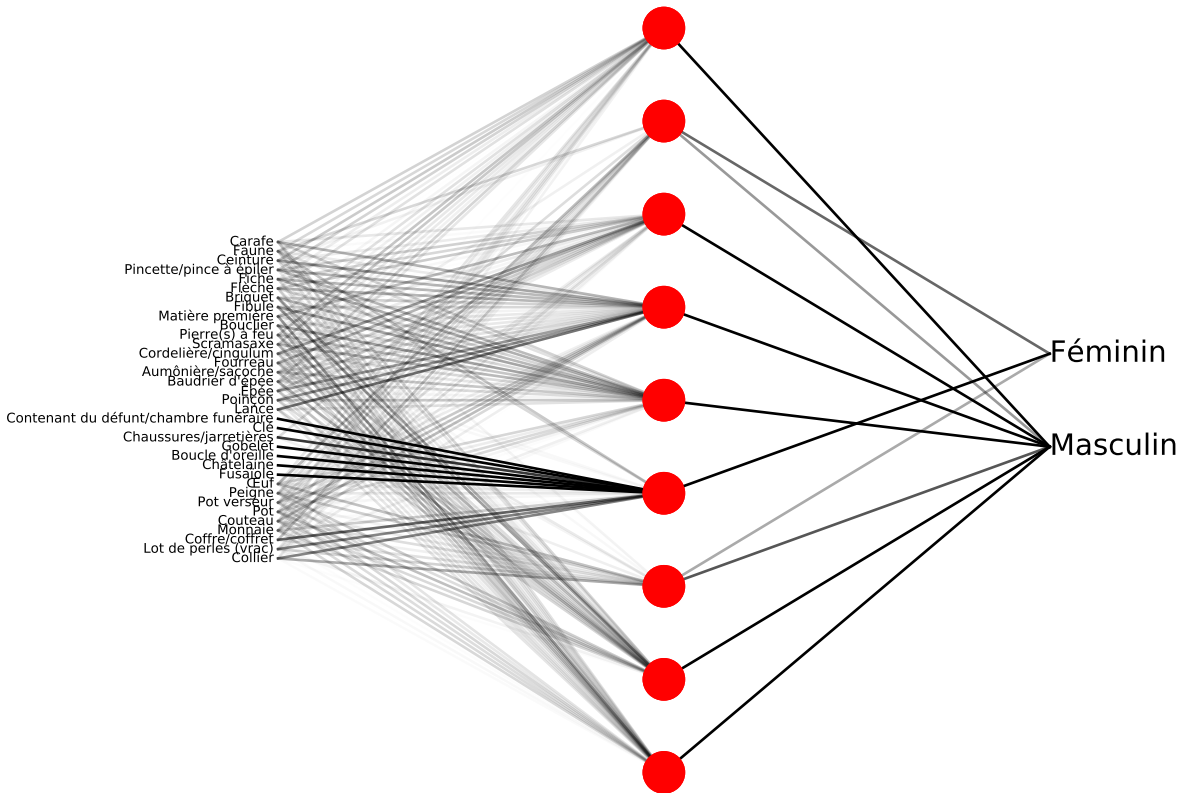 Carafe
Faune
Ceinture
Pincette/pince à épiler
Fiche
Flèche
Briquet
Fibule
Matière première
Bouclier
Pierre(s) à feu
Scramasaxe
Cordelière/cingulum
Fourreau
Aumônière/sacoche
Baudrier d'épée
Épée
Poinçon
Lance
Contenant du défunt/chambre funéraire
Clé
Chaussures/jarretières
Gobelet
Boucle d'oreille
Châtelaine
Fusaïole
Œuf
Peigne
Pot verseur
Pot
Couteau
Monnaie
Coffre/coffret
Lot de perles (vrac)
Collier
Féminin
Masculin